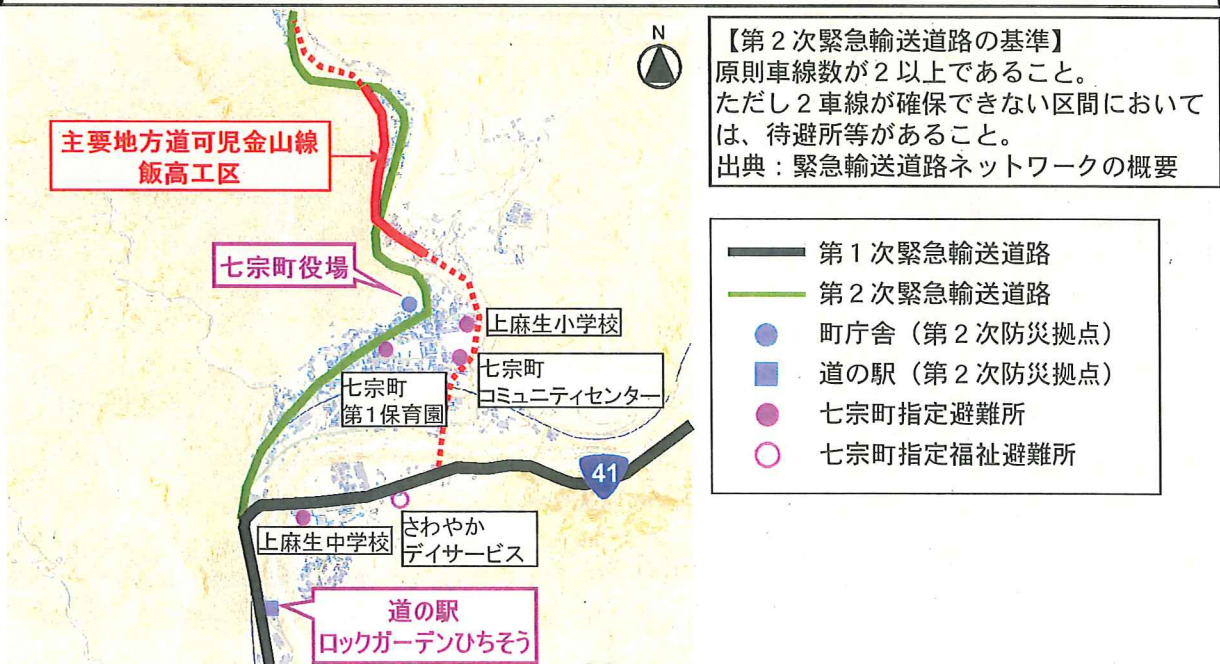 N
主要地方道可児金山線
飯高工区
七宗町役場
上麻生小学校
七宗町
コミュニティセンター
七宗町
第1保育園
41
上麻生中学校
さわやか
デイサービス
道の駅
ロックガーデンひちそう
【第2次緊急輸送道路の基準】
原則車線数が2以上であること。
ただし2車線が確保できない区間において
は、待避所等があること。
出典：緊急輸送道路ネットワークの概要
第1次緊急輸送道路
第2次緊急輸送道路
町庁舎（第2次防災拠点）
道の駅（第2次防災拠点）
七宗町指定避難所
七宗町指定福祉避難所